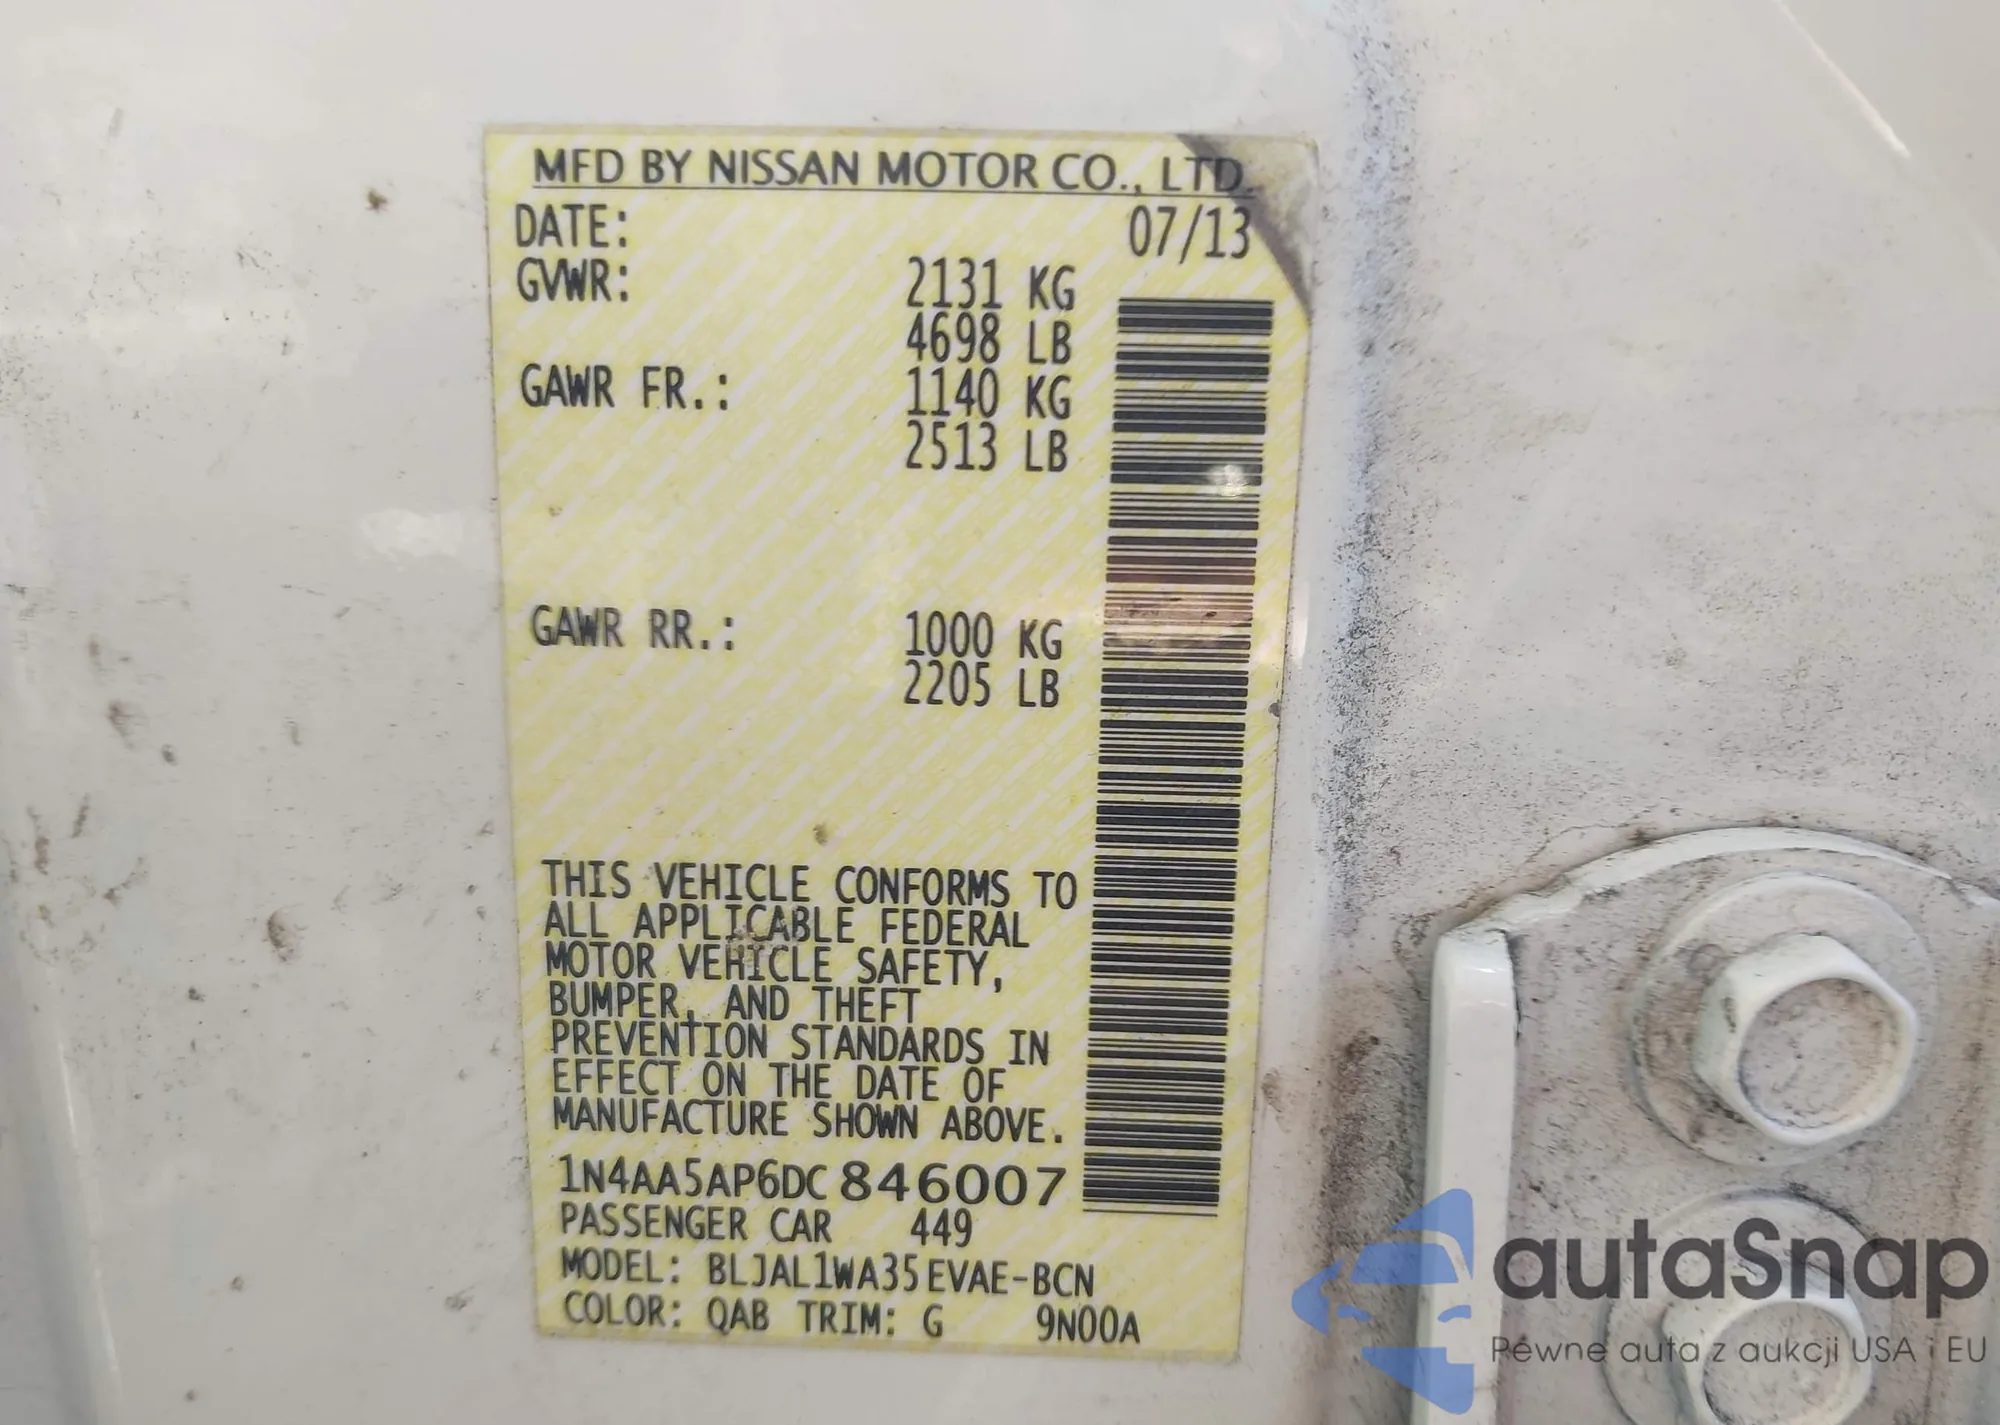 MFD BY NISSAN MOTOR CO., LTD.
DATE: 07/13
GVWR: 2131 KG
4698 LB
GAWR FR.: 1140 KG
2513 LB
GAWR RR.: 1000 KG
2205 LB
THIS VEHICLE CONFORMS TO
ALL APPLICABLE FEDERAL
MOTOR VEHICLE SAFETY,
BUMPER, AND THEFT
PREVENTION STANDARDS IN
EFFECT ON THE DATE OF
MANUFACTURE SHOWN ABOVE.
1N4AA5AP6DC846007
PASSENGER CAR 449
MODEL: BLJAL1WA35EVAE-BCN
COLOR: QAB TRIM: G 9N00A
autaSnap
Pewne auta z aukcji USA i EU